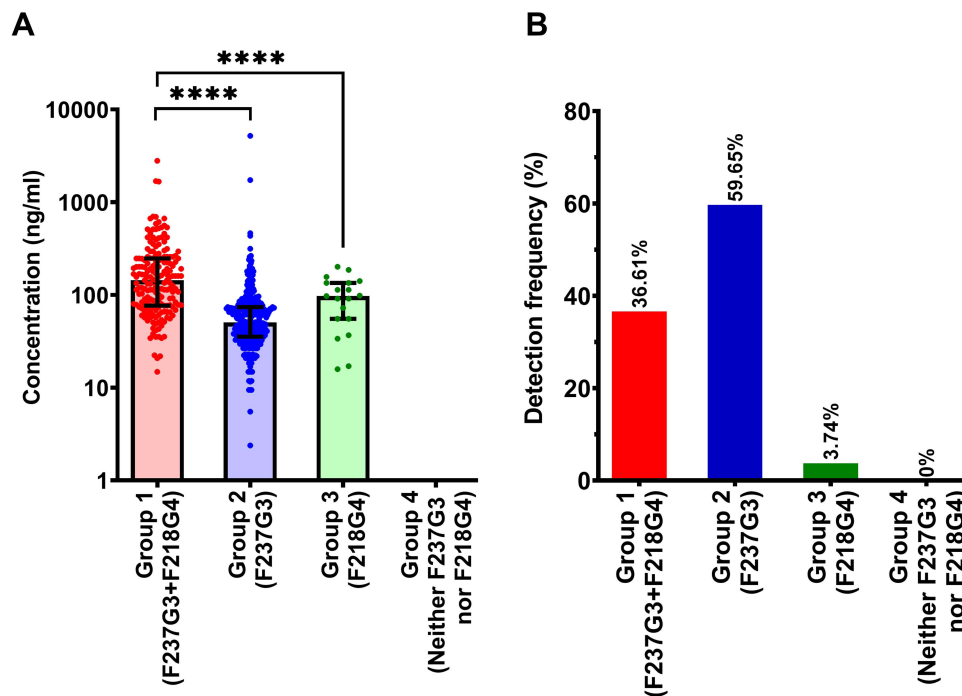 A
****
****
Concentration (ng/ml)
10000
1000
100
10
1
Group 1
(F237G3+F218G4)
Group 2
(F237G3)
Group 3
(F218G4)
Group 4
(Neither F237G3
nor F218G4)
B
Detection frequency (%)
80
60
40
20
0
36.61%
59.65%
3.74%
0%
Group 1
(F237G3+F218G4)
Group 2
(F237G3)
Group 3
(F218G4)
Group 4
(Neither F237G3
nor F218G4)